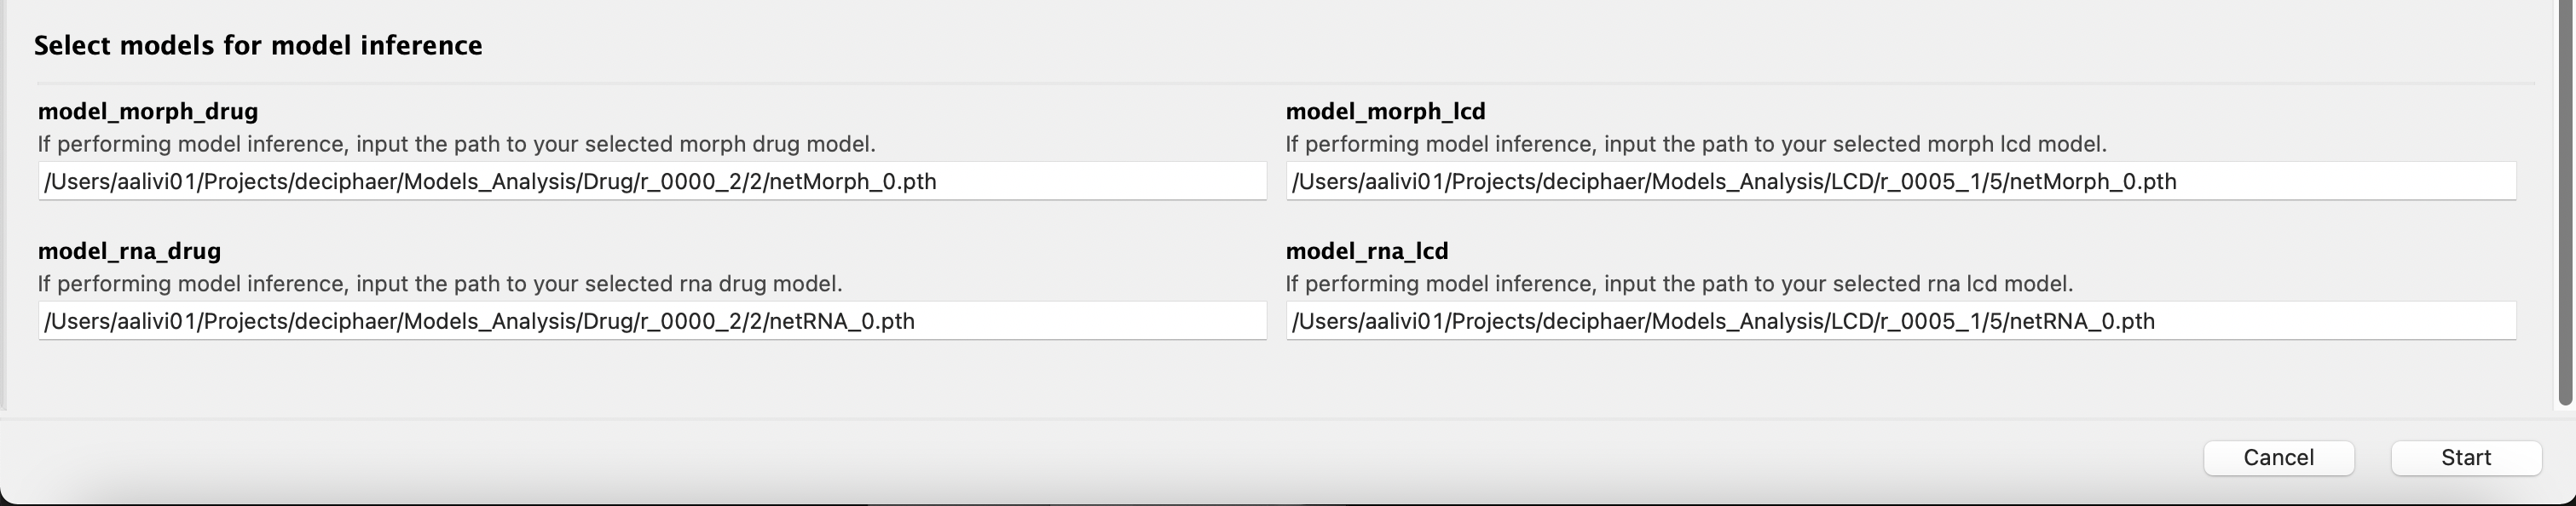 Select models for model inference
model_morph_drug
If performing model inference, input the path to your selected morph drug model.
/Users/aalivi01/Projects/deciphaer/Models_Analysis/Drug/r_0000_2/2/netMorph_0.pth
model_morph_lcd
If performing model inference, input the path to your selected morph lcd model.
/Users/aalivi01/Projects/deciphaer/Models_Analysis/LCD/r_0005_1/5/netMorph_0.pth
model_rna_drug
If performing model inference, input the path to your selected rna drug model.
/Users/aalivi01/Projects/deciphaer/Models_Analysis/Drug/r_0000_2/2/netRNA_0.pth
model_rna_lcd
If performing model inference, input the path to your selected rna lcd model.
/Users/aalivi01/Projects/deciphaer/Models_Analysis/LCD/r_0005_1/5/netRNA_0.pth
Cancel
Start